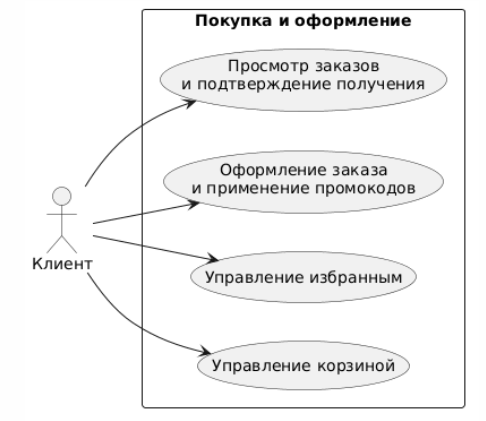 Покупка и оформление
Просмотр заказов
и подтверждение получения
Оформление заказа
и применение промокодов
Клиент
Управление избранным
Управление корзиной